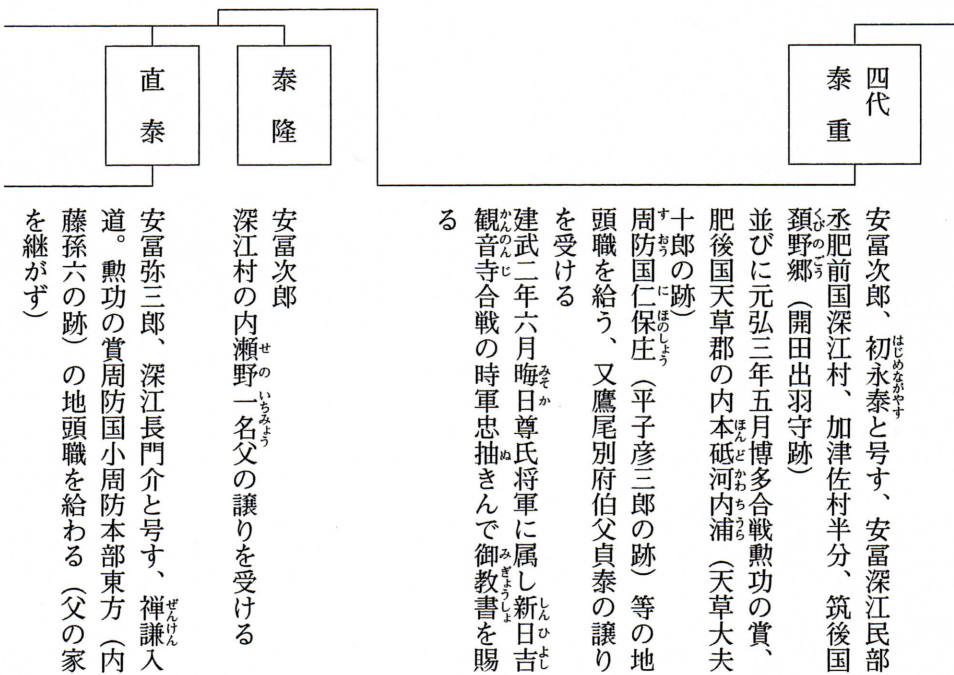 四代
泰重
安富次郎、初永泰と号す、安富深江民部
丞肥前国深江村、加津佐村半分、筑後国
頚野郷（開田出羽守跡）
並びに元弘三年五月博多合戦勲功の賞、
肥後国天草郡の内本砥河内浦（天草大夫
十郎の跡）
周防国仁保庄（平子彦三郎の跡）等の地
頭職を給う、又鷹尾別府伯父貞泰の譲り
を受ける
建武二年六月晦日尊氏将軍に属し新日吉
観音寺合戦の時軍忠抽きんで御教書を賜
る
泰隆
安富次郎
深江村の内瀬野一名父の譲りを受ける
直泰
安富弥三郎、深江長門介と号す、禅謙入
道。勲功の賞周防国小周防本部東方（内
藤孫六の跡）の地頭職を給わる（父の家
を継がず）